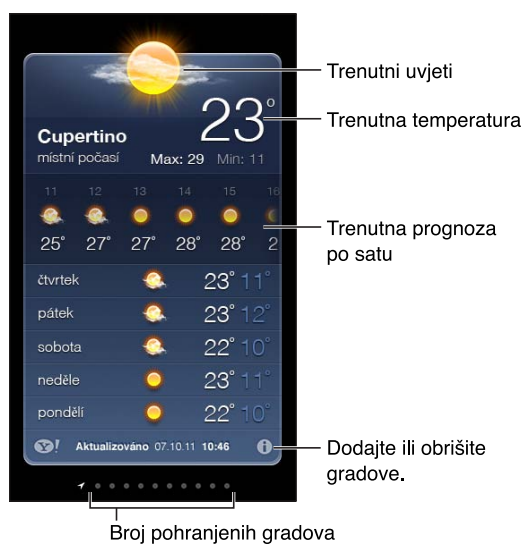 Trenutni uvjeti
23°
Trenutna temperatura
Cupertino
místní počasí
Max: 29 Min: 11
11 12 13 14 15 16
Trenutna prognoza
po satu
25° 27° 27° 28° 28° 2
čtvrtek 23° 11°
pátek 23° 12°
sobota 22° 10°
neděle 23° 11°
pondělí 22° 10°
Y! Aktualizováno 07.10.11 10:46 i
Dodajte ili obrišite
gradove.
Broj pohranjenih gradova